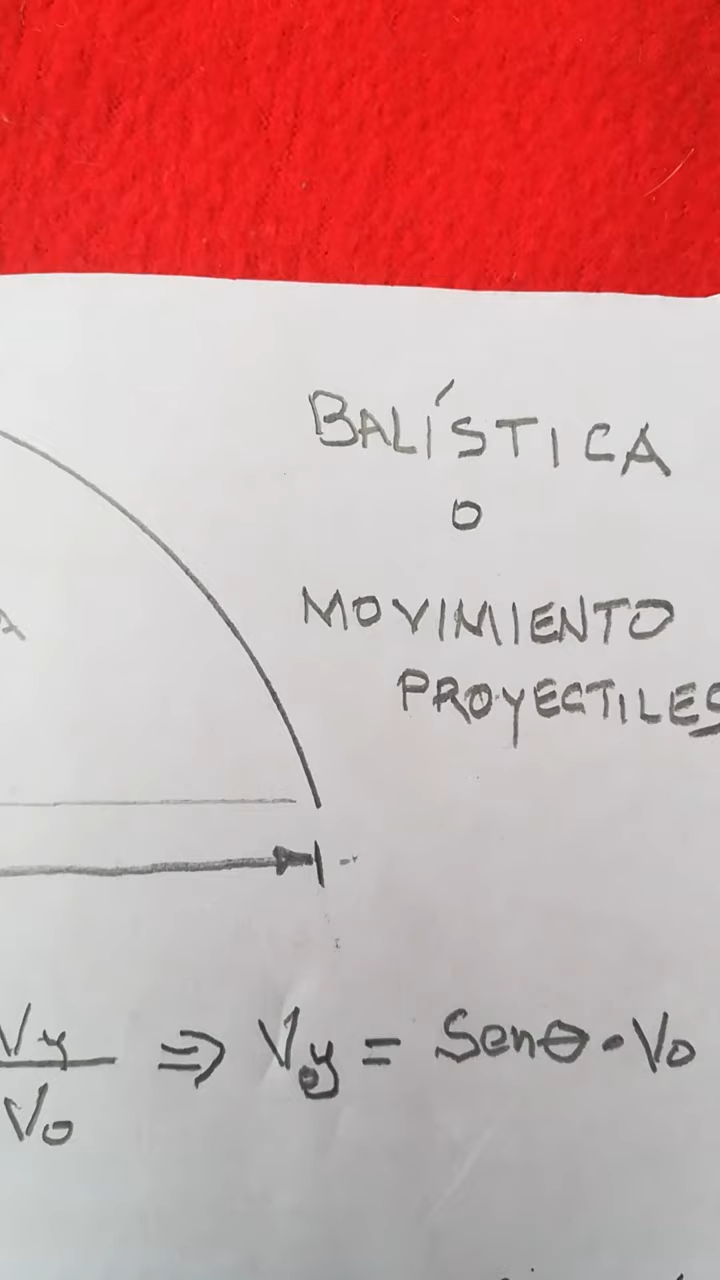 BALÍSTICA
O
MOVIMIENTO
PROYECTILES
A
Vy/Vo ⇒ Voy = Senθ • Vo